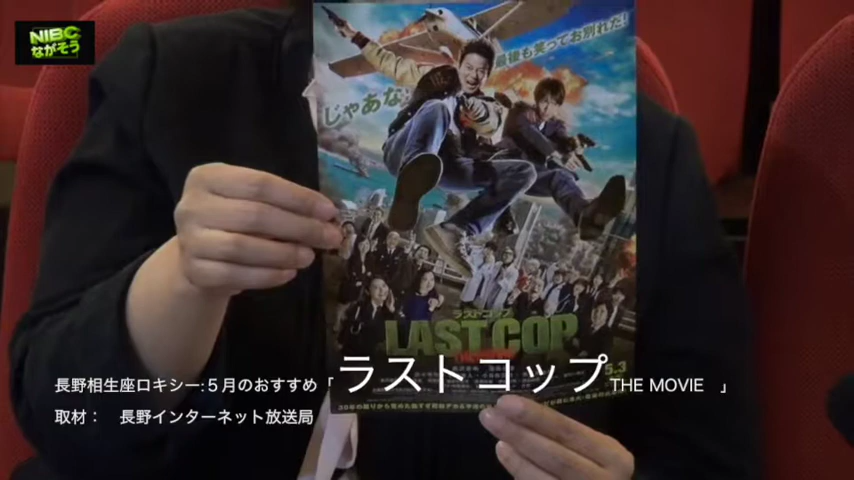 NIBC
ながそう
最後も笑ってお別れだ!
じゃあな
ラストコップ
LAST COP
5.3
長野相生座ロキシー:5月のおすすめ「ラストコップTHE MOVIE 」
取材: 長野インターネット放送局